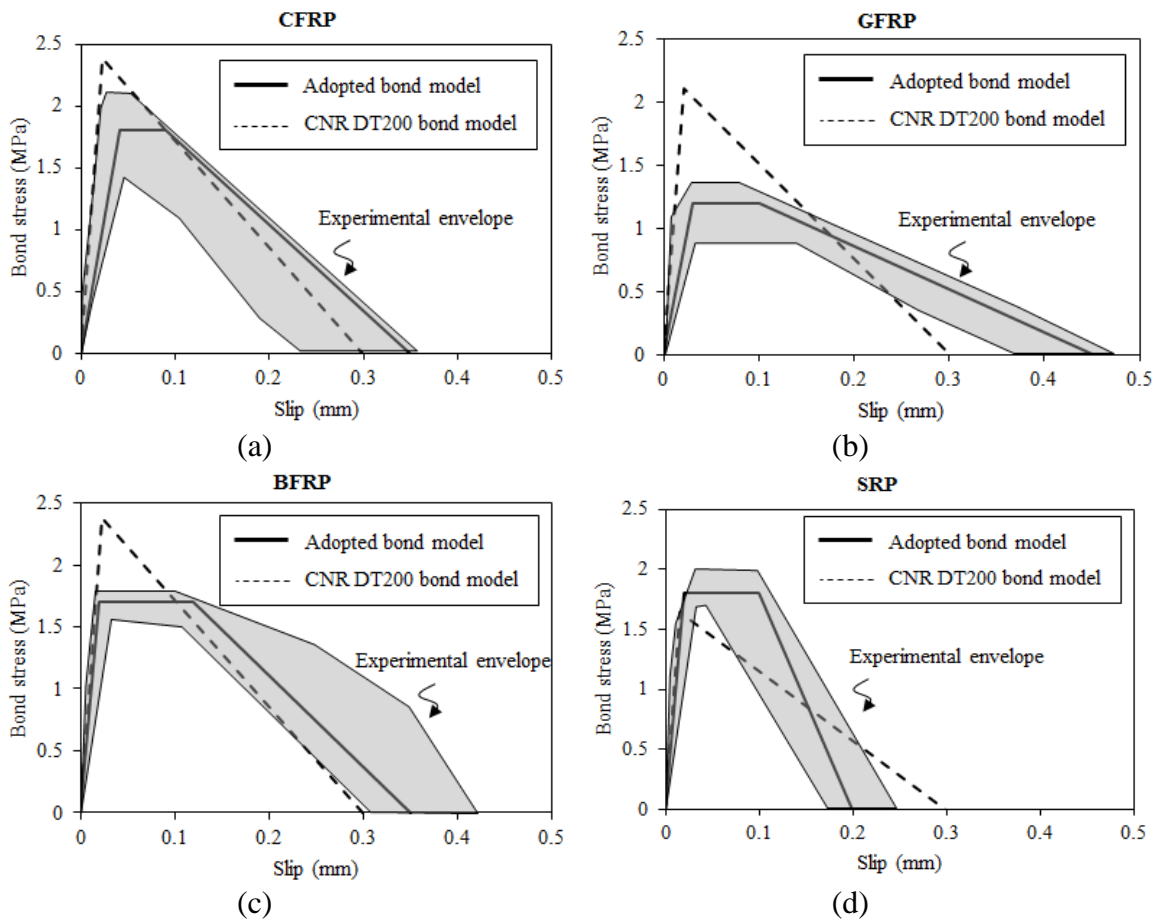 CFRP
2.5
2
1.5
1
0.5
0
Bond stress (MPa)
Adopted bond model
CNR DT200 bond model
Experimental envelope
0 0.1 0.2 0.3 0.4 0.5
Slip (mm)
(a)
GFRP
2.5
2
1.5
1
0.5
0
Bond stress (MPa)
Adopted bond model
CNR DT200 bond model
Experimental envelope
0 0.1 0.2 0.3 0.4 0.5
Slip (mm)
(b)
BFRP
2.5
2
1.5
1
0.5
0
Bond stress (MPa)
Adopted bond model
CNR DT200 bond model
Experimental envelope
0 0.1 0.2 0.3 0.4 0.5
Slip (mm)
(c)
SRP
2.5
2
1.5
1
0.5
0
Bond stress (MPa)
Adopted bond model
CNR DT200 bond model
Experimental envelope
0 0.1 0.2 0.3 0.4 0.5
Slip (mm)
(d)